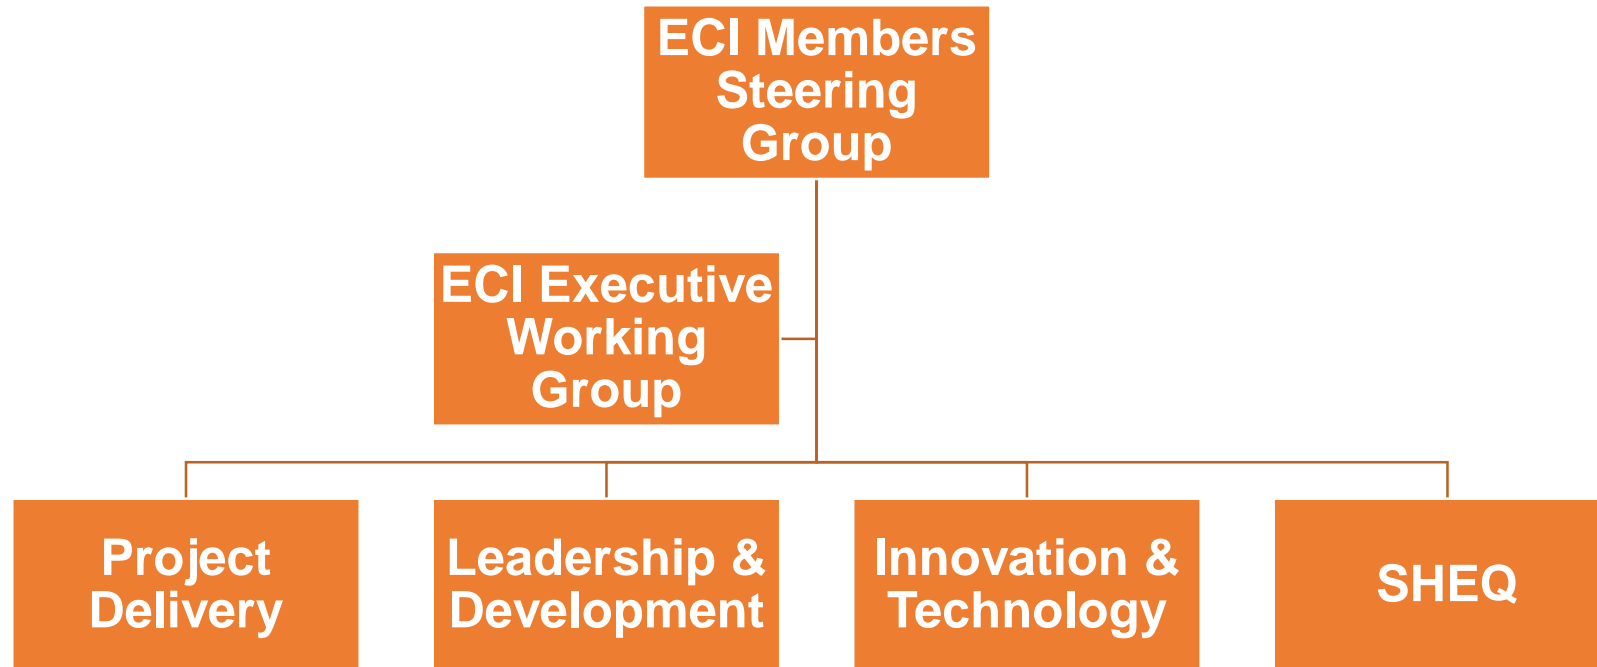 ECI Members
Steering
Group
ECI Executive
Working
Group
Project
Delivery
Leadership &
Development
Innovation &
Technology
SHEQ